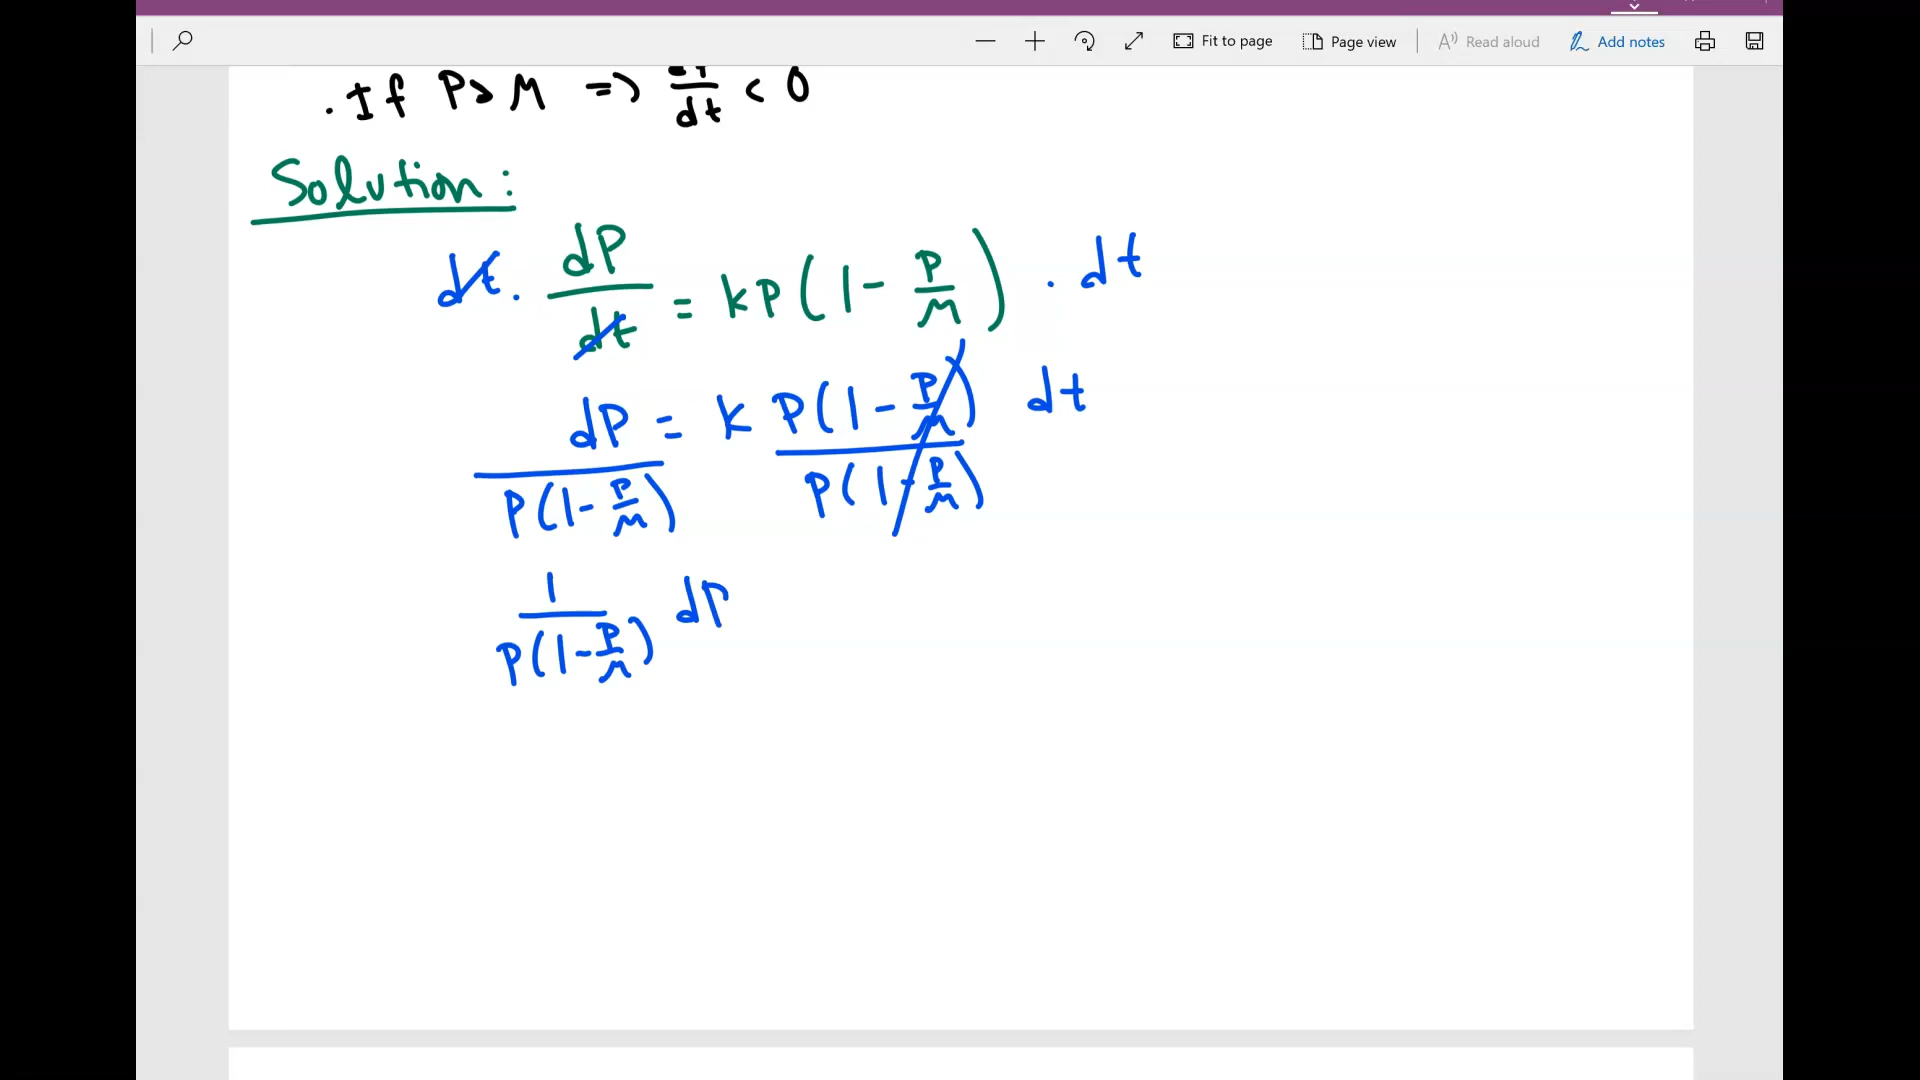 Fit to page Page view Read aloud Add notes
. If P > M => dP/dt < 0
Solution:
dt . dP/dt = kP(1 - P/M) . dt
dP / P(1 - P/M) = k P(1 - P/M) / P(1 - P/M) dt
1 / P(1 - P/M) dP